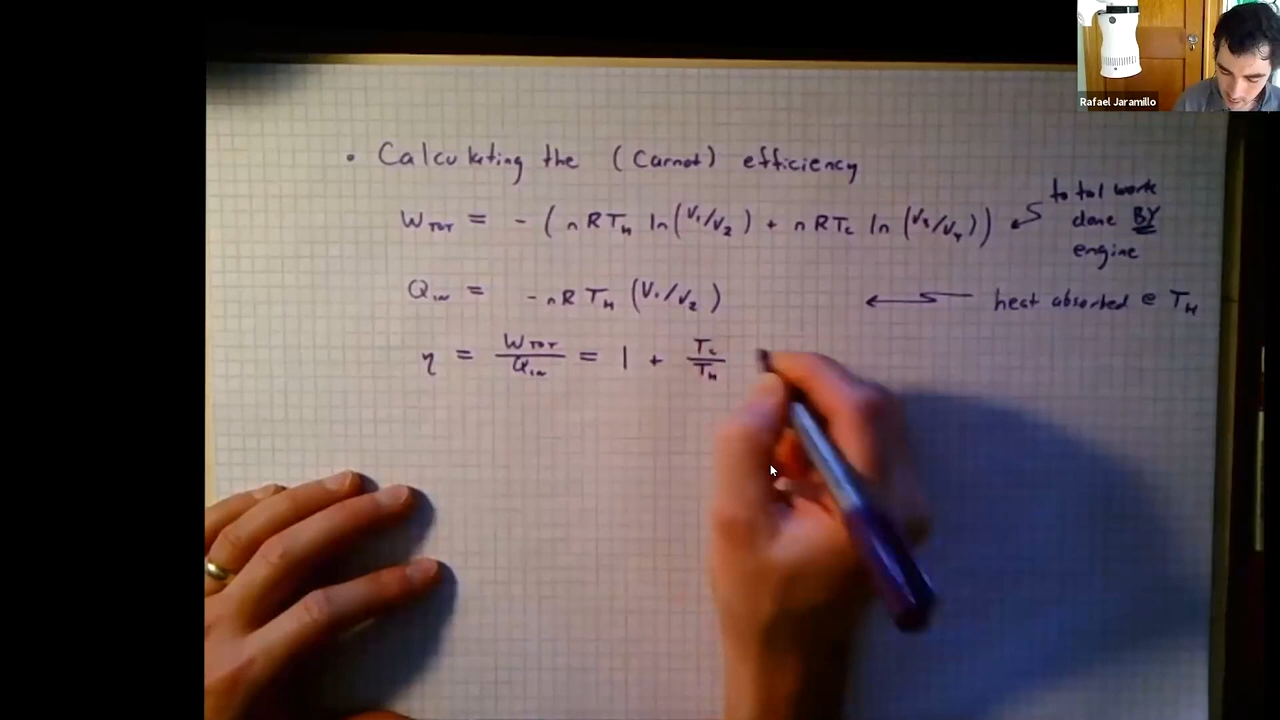 Rafael Jaramillo
• Calculating the (Carnot) efficiency
W_TOT = - ( nRT_H ln(V_1/V_2) + nRT_C ln (V_3/V_4))
total work
done BY
engine
Q_in = - nRT_H (V_1/V_2)
heat absorbed @ T_H
η = W_TOT/Q_in = 1 + T_C/T_H